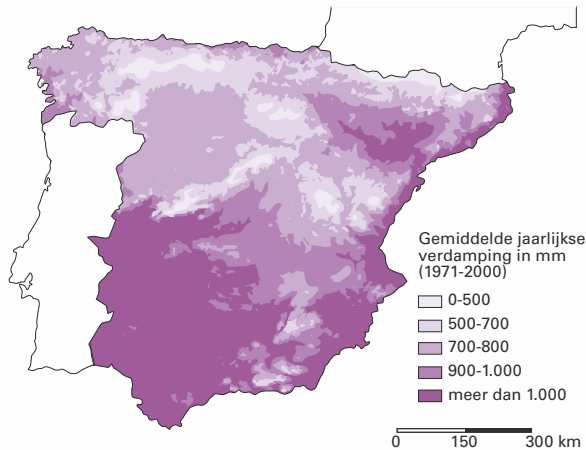 Gemiddelde jaarlijkse
verdamping in mm
(1971-2000)
0-500
500-700
700-800
900-1.000
meer dan 1.000
0 150 300 km